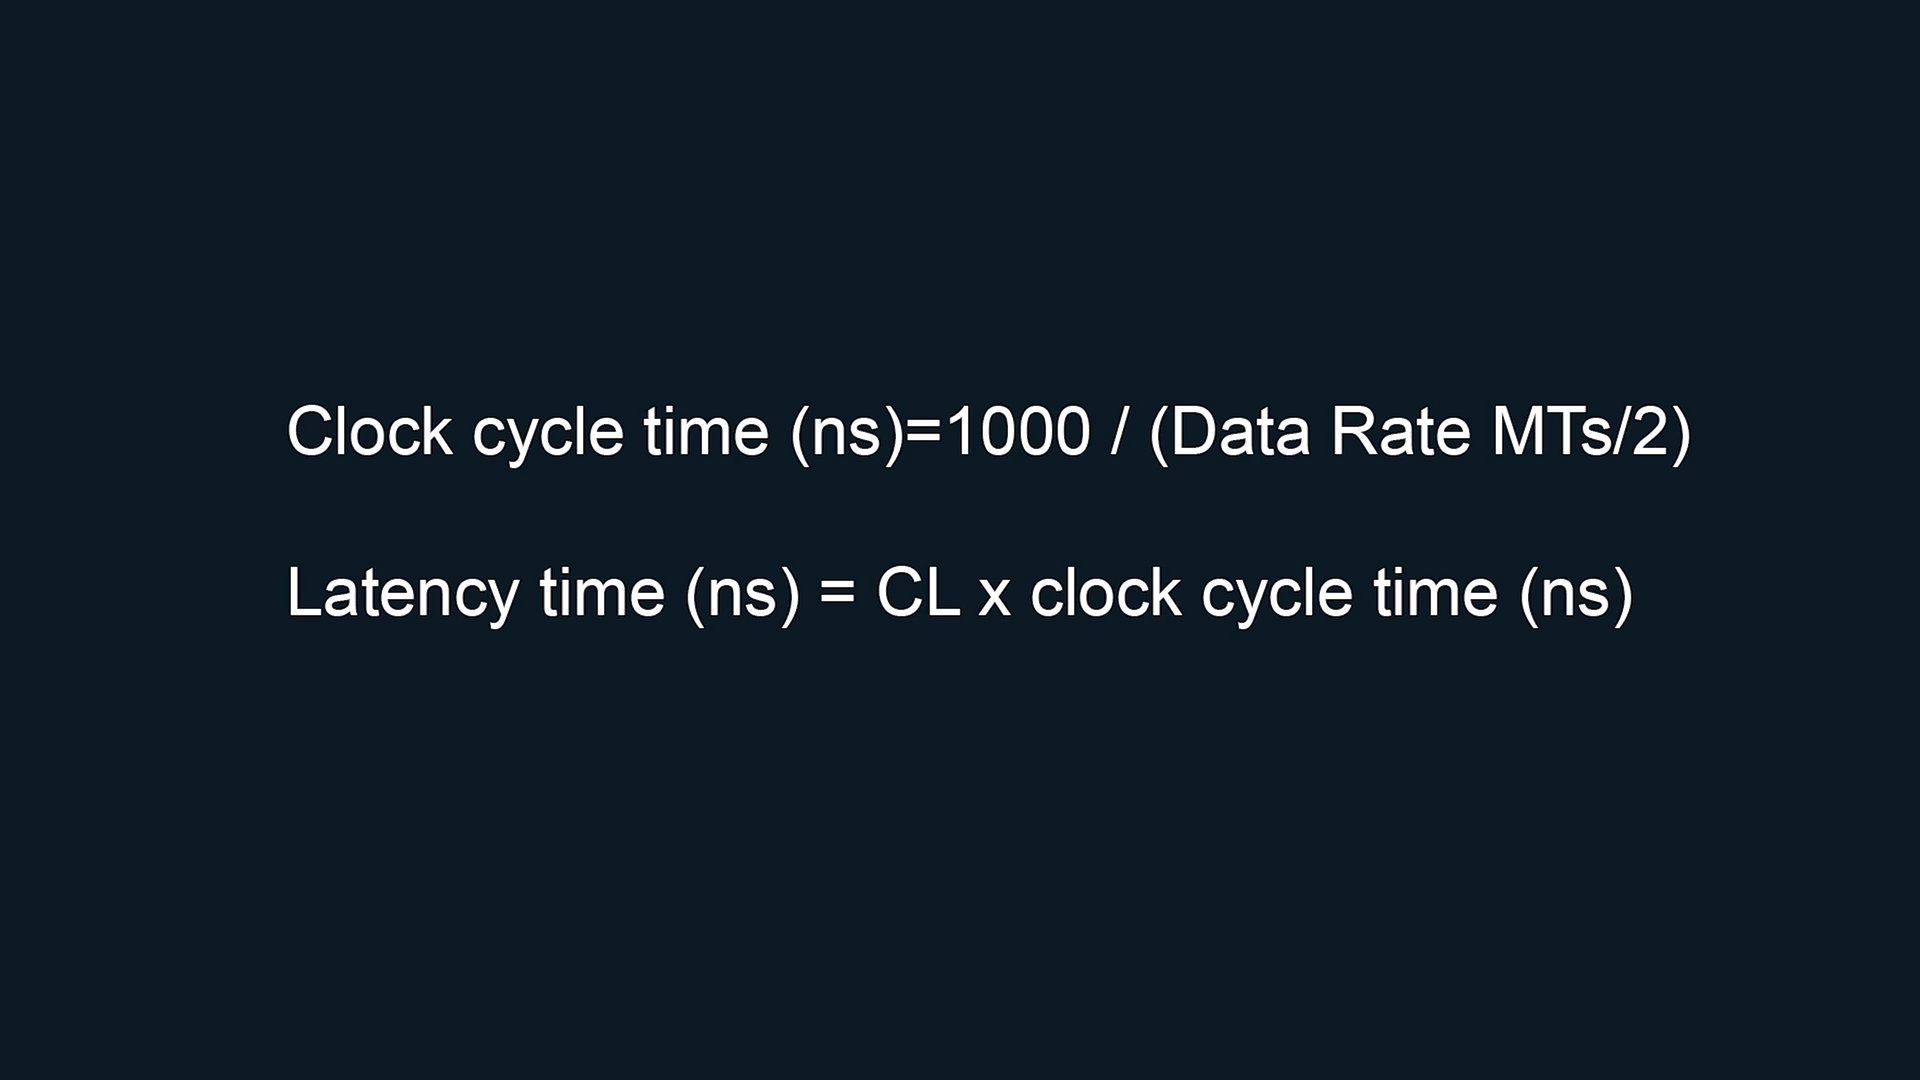 Clock cycle time (ns)=1000 / (Data Rate MTs/2)
Latency time (ns) = CL x clock cycle time (ns)